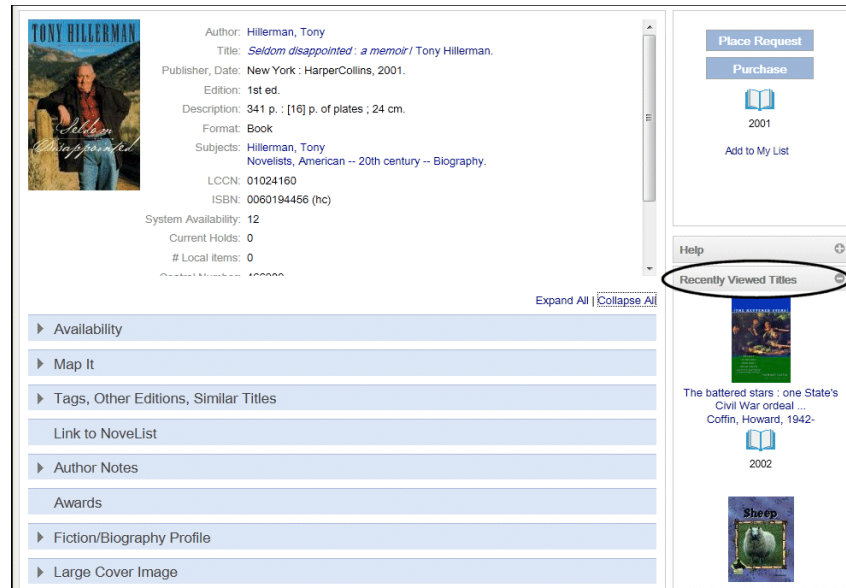 TONY HILLERMAN
Seldom
Disappointed
Author: Hillerman, Tony
Title: Seldom disappointed : a memoir / Tony Hillerman.
Publisher, Date: New York : HarperCollins, 2001.
Edition: 1st ed.
Description: 341 p. : [16] p. of plates ; 24 cm.
Format: Book
Subjects: Hillerman, Tony
Novelists, American -- 20th century -- Biography.
LCCN: 01024160
ISBN: 0060194456 (hc)
System Availability: 12
Current Holds: 0
# Local items: 0
Expand All | Collapse All
Availability
Map It
Tags, Other Editions, Similar Titles
Link to NoveList
Author Notes
Awards
Fiction/Biography Profile
Large Cover Image
Place Request
Purchase
2001
Add to My List
Help
Recently Viewed Titles
THE BATTERED STARS
The battered stars : one State's
Civil War ordeal ...
Coffin, Howard, 1942-
2002
Sheep